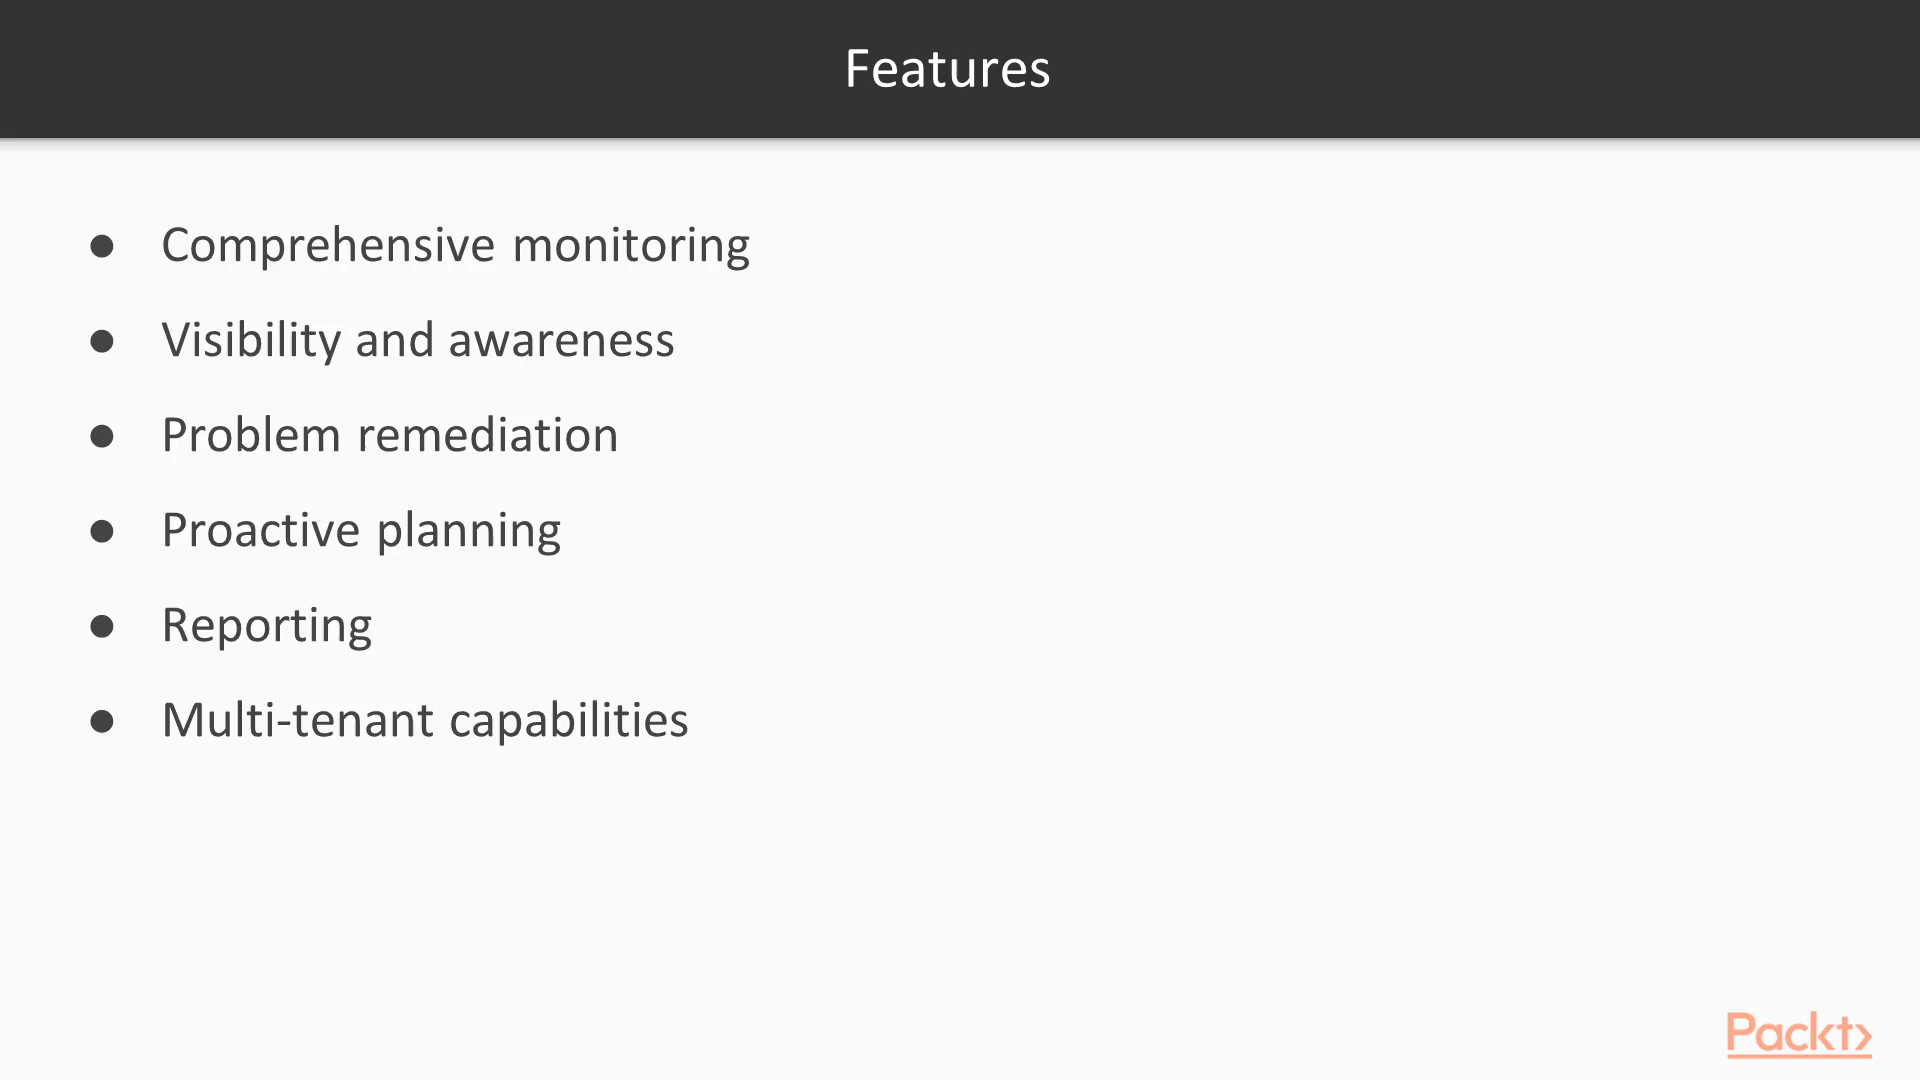 Features
● Comprehensive monitoring
● Visibility and awareness
● Problem remediation
● Proactive planning
● Reporting
● Multi-tenant capabilities
Packt>